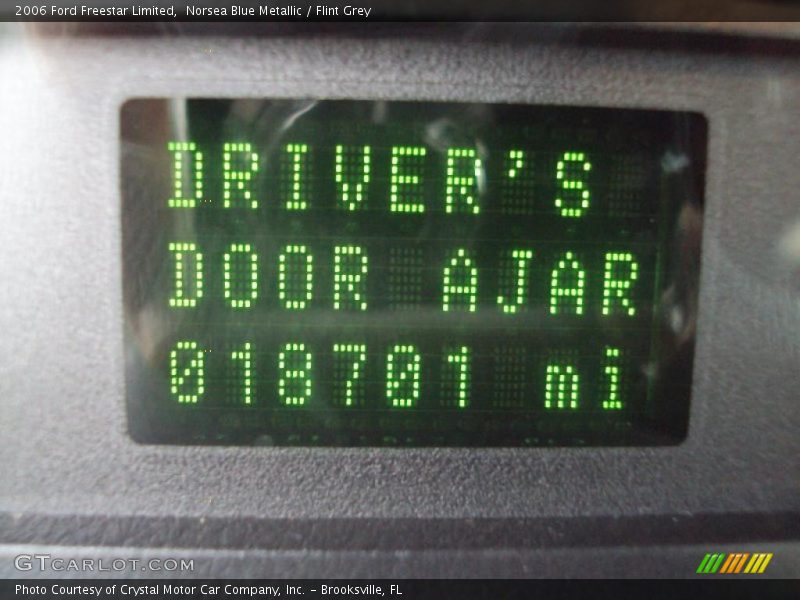 2006 Ford Freestar Limited,  Norsea Blue Metallic / Flint Grey
DRIVER'S
DOOR AJAR
018701 mi
GTCARLOT.COM
Photo Courtesy of Crystal Motor Car Company, Inc. – Brooksville, FL